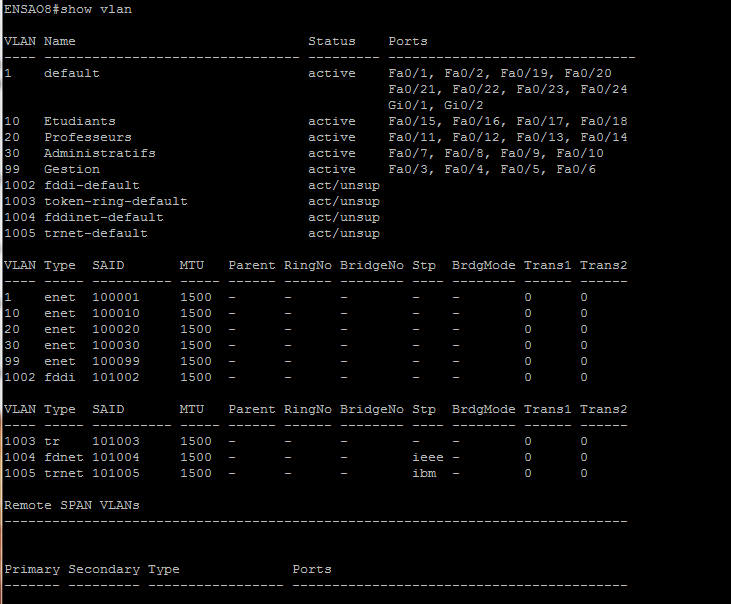 ENSAO8#show vlan
VLAN Name                             Status    Ports
---- -------------------------------- --------- -------------------------------
1    default                          active    Fa0/1, Fa0/2, Fa0/19, Fa0/20
                                                Fa0/21, Fa0/22, Fa0/23, Fa0/24
                                                Gi0/1, Gi0/2
10   Etudiants                        active    Fa0/15, Fa0/16, Fa0/17, Fa0/18
20   Professeurs                      active    Fa0/11, Fa0/12, Fa0/13, Fa0/14
30   Administratifs                   active    Fa0/7, Fa0/8, Fa0/9, Fa0/10
99   Gestion                          active    Fa0/3, Fa0/4, Fa0/5, Fa0/6
1002 fddi-default                     act/unsup
1003 token-ring-default               act/unsup
1004 fddinet-default                  act/unsup
1005 trnet-default                    act/unsup
VLAN Type  SAID       MTU   Parent RingNo BridgeNo Stp  BrdgMode Trans1 Trans2
---- ----- ---------- ----- ------ ------ -------- ---- -------- ------ ------
1    enet  100001     1500  -      -      -        -    -        0      0
10   enet  100010     1500  -      -      -        -    -        0      0
20   enet  100020     1500  -      -      -        -    -        0      0
30   enet  100030     1500  -      -      -        -    -        0      0
99   enet  100099     1500  -      -      -        -    -        0      0
1002 fddi  101002     1500  -      -      -        -    -        0      0
VLAN Type  SAID       MTU   Parent RingNo BridgeNo Stp  BrdgMode Trans1 Trans2
---- ----- ---------- ----- ------ ------ -------- ---- -------- ------ ------
1003 tr    101003     1500  -      -      -        -    -        0      0
1004 fdnet 101004     1500  -      -      -        ieee -        0      0
1005 trnet 101005     1500  -      -      -        ibm  -        0      0
Remote SPAN VLANs
------------------------------------------------------------------------------
Primary Secondary Type              Ports
------- --------- ----------------- ------------------------------------------